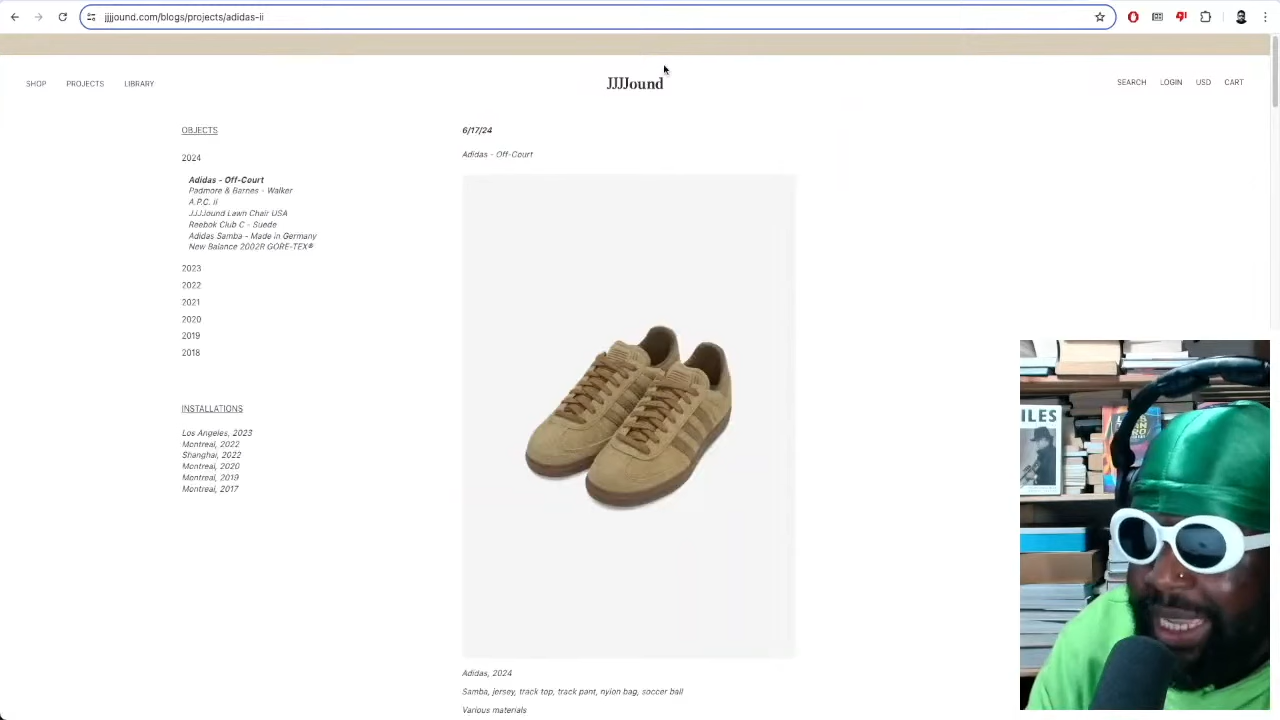 jjjjound.com/blogs/projects/adidas-ii
SHOP PROJECTS LIBRARY
JJJJound
SEARCH LOGIN USD CART
OBJECTS
2024
Adidas - Off-Court
Padmore & Barnes - Walker
A.P.C. ii
JJJJound Lawn Chair USA
Reebok Club C - Suede
Adidas Samba - Made in Germany
New Balance 2002R GORE-TEX®
2023
2022
2021
2020
2019
2018
INSTALLATIONS
Los Angeles, 2023
Montreal, 2022
Shanghai, 2022
Montreal, 2020
Montreal, 2019
Montreal, 2017
6/17/24
Adidas - Off-Court
Adidas, 2024
Samba, jersey, track top, track pant, nylon bag, soccer ball
Various materials
ILES